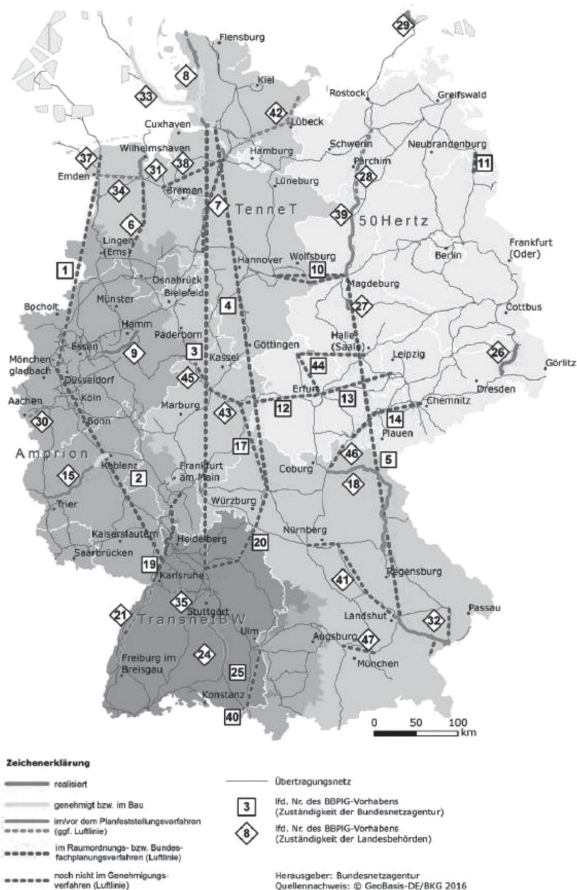 29
Flensburg
8
Kiel
33
Rostock
Greifswald
42
Cuxhaven
Lübeck
Wilhelmshaven
Schwerin
Neubrandenburg
37
31
38
Hamburg
Parchim
11
Emden
28
34
Bremen
Lüneburg
7
TenneT
39
50Hertz
6
Lingen
(Ems)
Frankfurt
(Oder)
Hannover
Wolfsburg
Berlin
1
10
Osnabrück
Magdeburg
Bielefeld
Münster
27
Bocholt
4
Cottbus
Hamm
Paderborn
Göttingen
Halle
(Saale)
Essen
9
3
Leipzig
26
Kassel
44
Görlitz
Mönchen-
gladbach
Düsseldorf
45
Erfurt
Dresden
Köln
13
Chemnitz
Aachen
Marburg
43
12
14
30
Bonn
Plauen
17
46
5
Amprion
Koblenz
Coburg
15
2
Frankfurt
am Main
18
Trier
Würzburg
Kaiserslautern
Nürnberg
Heidelberg
20
Saarbrücken
19
Karlsruhe
41
Regensburg
35
Stuttgart
21
Landshut
Passau
TransnetBW
32
Ulm
Augsburg
47
24
München
Freiburg im
Breisgau
25
Konstanz
40
0 50 100
km
Zeichenerklärung
realisiert
genehmigt bzw. im Bau
im/vor dem Planfeststellungsverfahren
(ggf. Luftlinie)
im Raumordnungs- bzw. Bundes-
fachplanungsverfahren (Luftlinie)
noch nicht im Genehmigungs-
verfahren (Luftlinie)
Übertragungsnetz
3
lfd. Nr. des BBPlG-Vorhabens
(Zuständigkeit der Bundesnetzagentur)
8
lfd. Nr. des BBPlG-Vorhabens
(Zuständigkeit der Landesbehörden)
Herausgeber: Bundesnetzagentur
Quellennachweis: © GeoBasis-DE/BKG 2016